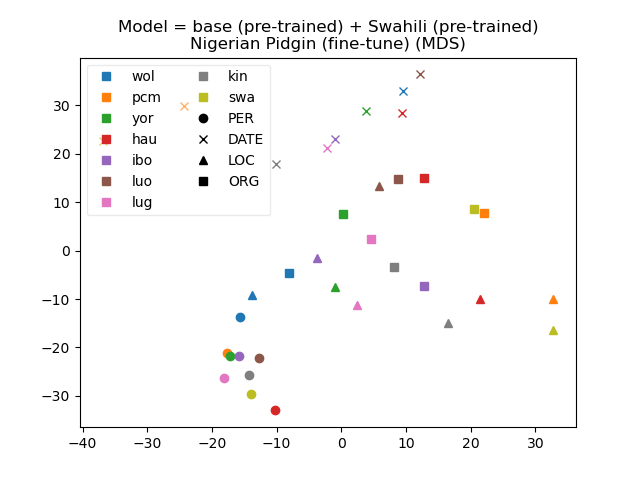 Model = base (pre-trained) + Swahili (pre-trained)
Nigerian Pidgin (fine-tune) (MDS)
wol
pcm
yor
hau
ibo
luo
lug
kin
swa
PER
DATE
LOC
ORG
30
20
10
0
−10
−20
−30
−40 −30 −20 −10 0 10 20 30